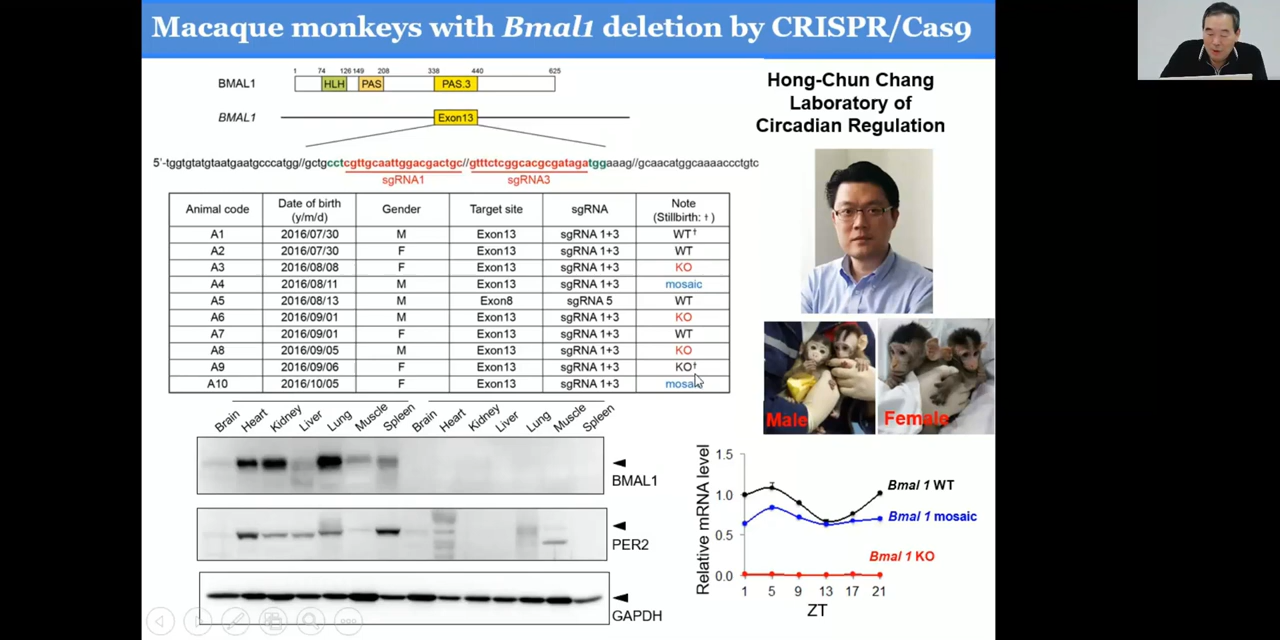 Macaque monkeys with Bmal1 deletion by CRISPR/Cas9
1 74 126 149 208 338 440 625
BMAL1 HLH PAS PAS.3
BMAL1 Exon13
5'-tggtgtatgtaatgaatgcccatgg//gctgcctcgttgcaattggacgactgc//gtttctcggcacgcgatagatggaaag//gcaacatggcaaaaccctgtc
sgRNA1 sgRNA3
Animal code Date of birth (y/m/d) Gender Target site sgRNA Note (Stillbirth: †)
A1 2016/07/30 M Exon13 sgRNA 1+3 WT†
A2 2016/07/30 F Exon13 sgRNA 1+3 WT
A3 2016/08/08 F Exon13 sgRNA 1+3 KO
A4 2016/08/11 M Exon13 sgRNA 1+3 mosaic
A5 2016/08/13 M Exon8 sgRNA 5 WT
A6 2016/09/01 M Exon13 sgRNA 1+3 KO
A7 2016/09/01 F Exon13 sgRNA 1+3 WT
A8 2016/09/05 M Exon13 sgRNA 1+3 KO
A9 2016/09/06 F Exon13 sgRNA 1+3 KO†
A10 2016/10/05 F Exon13 sgRNA 1+3 mosaic
Brain Heart Kidney Liver Lung Muscle Spleen Brain Heart Kidney Liver Lung Muscle Spleen
BMAL1
PER2
GAPDH
Hong-Chun Chang
Laboratory of
Circadian Regulation
Male Female
Relative mRNA level
1.5
1.0
0.5
0.0
Bmal 1 WT
Bmal 1 mosaic
Bmal 1 KO
1 5 9 13 17 21
ZT